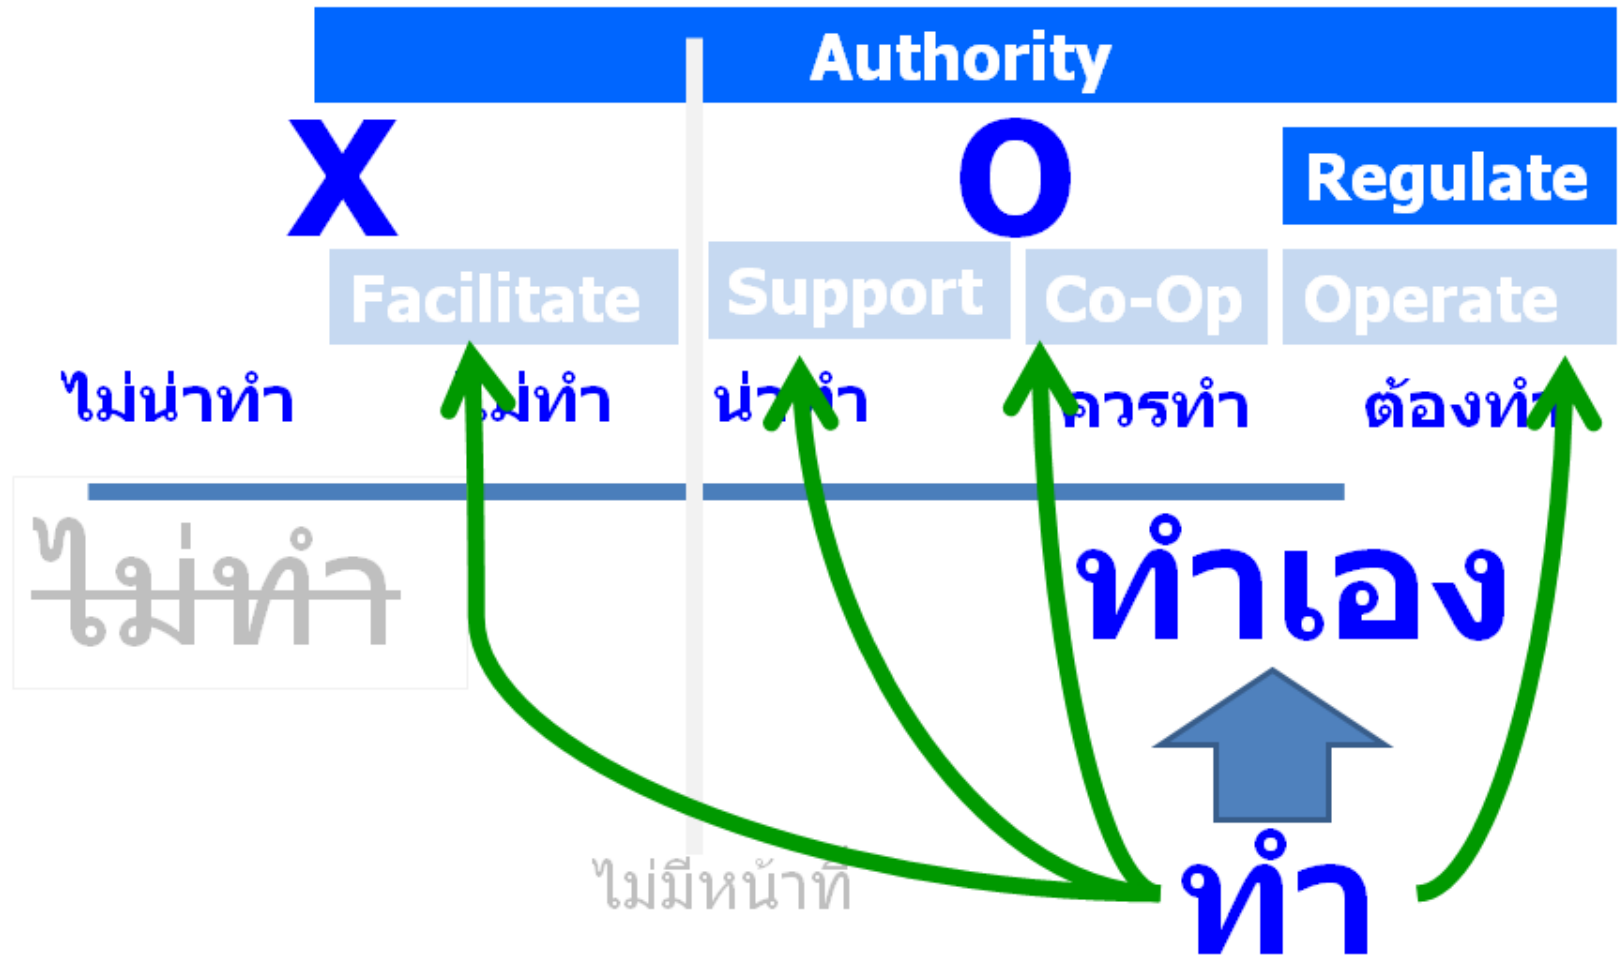 Authority
X O Regulate
Facilitate Support Co-Op Operate
ไม่น่าทำ ไม่ทำ น่าทำ ควรทำ ต้องทำ
ไม่ทำ ทำเอง
ไม่มีหน้าที่
ทำ